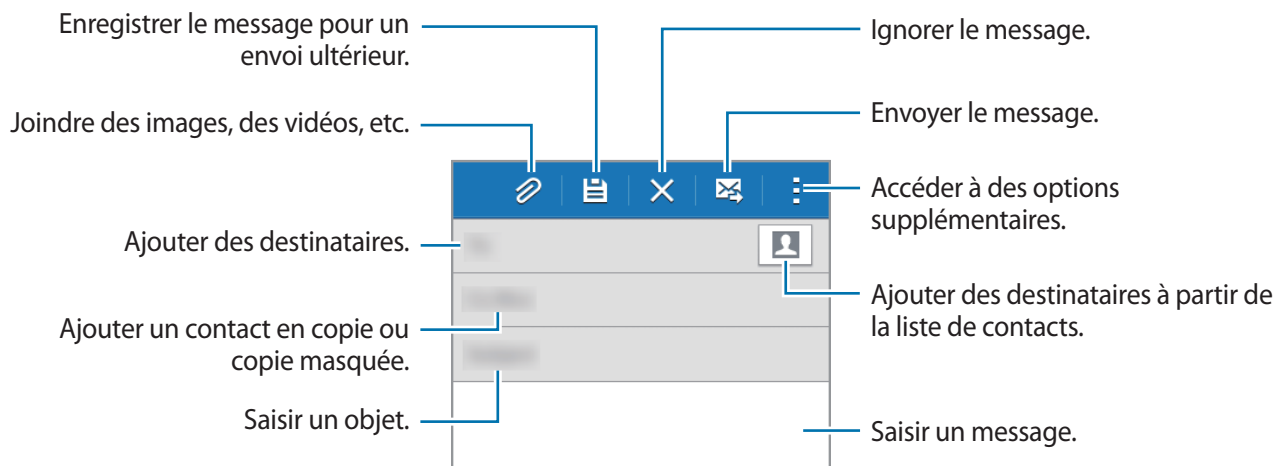 Enregistrer le message pour un
envoi ultérieur.
Joindre des images, des vidéos, etc.
Ajouter des destinataires.
Ajouter un contact en copie ou
copie masquée.
Saisir un objet.
Ignorer le message.
Envoyer le message.
Accéder à des options
supplémentaires.
Ajouter des destinataires à partir de
la liste de contacts.
Saisir un message.